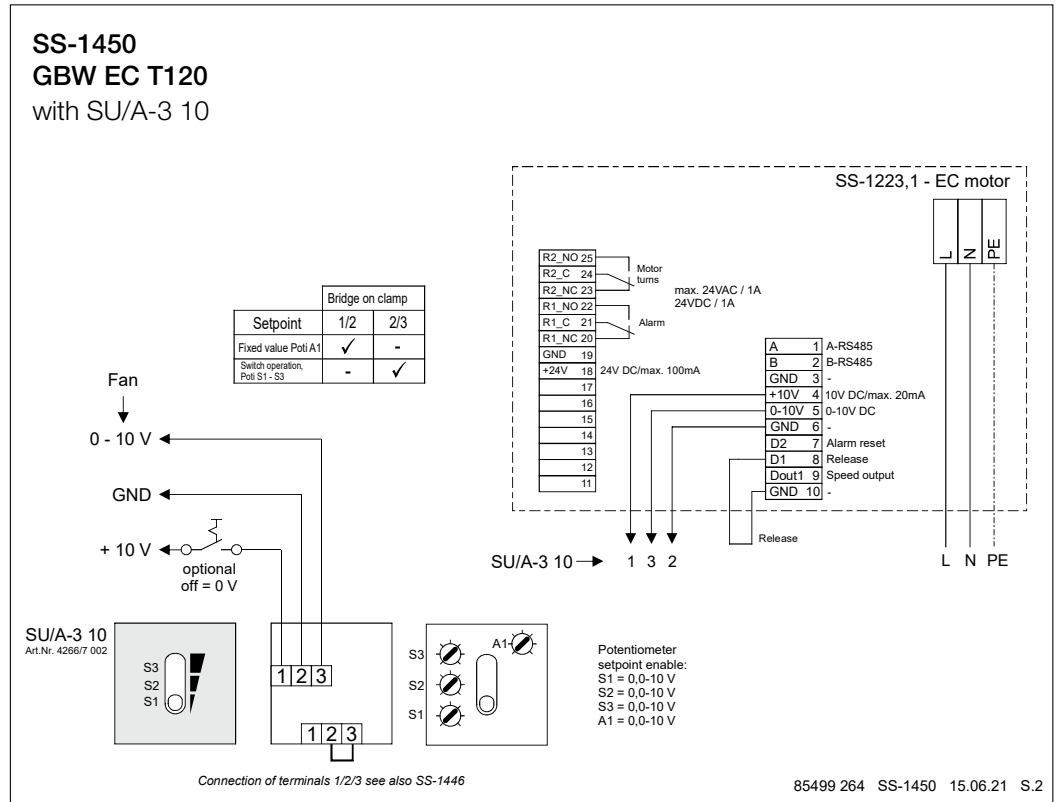 SS-1450
GBW EC T120
with SU/A-3 10
SS-1223,1 - EC motor
L
N
PE
R2_NO 25
R2_C 24
R2_NC 23
R1_NO 22
R1_C 21
R1_NC 20
GND 19
+24V 18 24V DC/max. 100mA
17
16
15
14
13
12
11
Motor
turns
Alarm
max. 24VAC / 1A
24VDC / 1A
A 1 A-RS485
B 2 B-RS485
GND 3 -
+10V 4 10V DC/max. 20mA
0-10V 5 0-10V DC
GND 6 -
D2 7 Alarm reset
D1 8 Release
Dout1 9 Speed output
GND 10 -
Release
SU/A-3 10 1 3 2
L N PE
Bridge on clamp
Setpoint 1/2 2/3
Fixed value Poti A1 ✓ -
Switch operation,
Poti S1 - S3 - ✓
Fan
0 - 10 V
GND
+ 10 V
optional
off = 0 V
SU/A-3 10
Art.Nr. 4266/7 002
S3
S2
S1
1 2 3
1 2 3
A1
S3
S2
S1
Potentiometer
setpoint enable:
S1 = 0,0-10 V
S2 = 0,0-10 V
S3 = 0,0-10 V
A1 = 0,0-10 V
Connection of terminals 1/2/3 see also SS-1446
85499 264 SS-1450 15.06.21 S.2